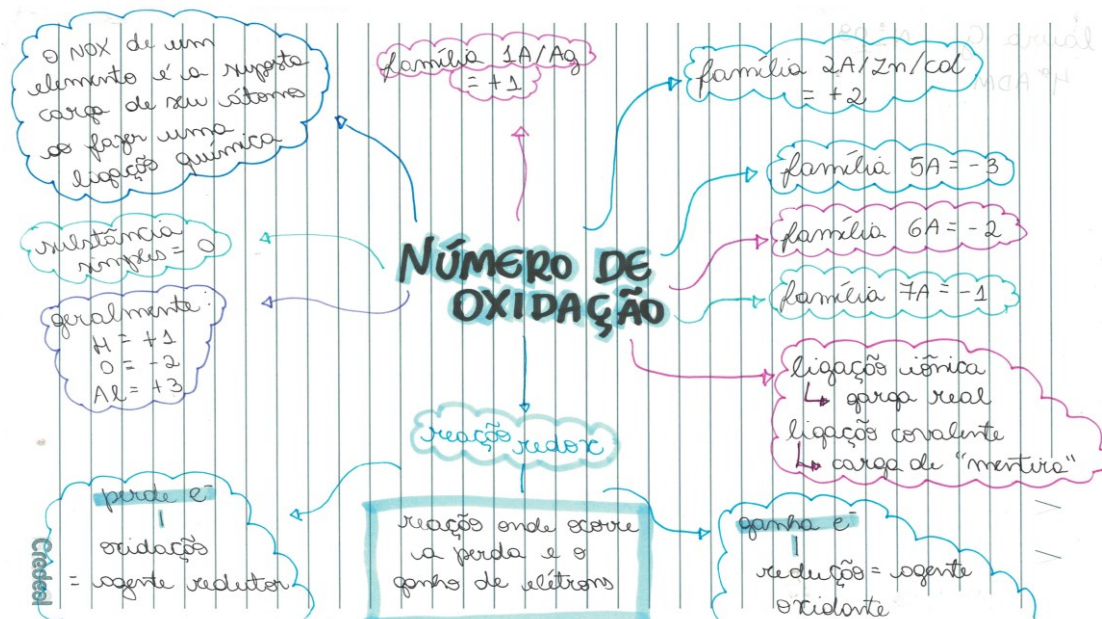 O NOX de um
elemento é a suposta
carga de seu átomo
ao fazer uma
ligação química
família 1A/Ag
= +1
família 2A/Zn/cd
= +2
família 5A = -3
família 6A = -2
família 7A = -1
substância
simples = 0
geralmente:
H = +1
O = -2
Al = +3
NÚMERO DE
OXIDAÇÃO
ligação iônica
↳ carga real
ligação covalente
↳ carga de "mentira"
reação redox
perde e⁻
oxidação
= agente redutor
reação onde ocorre
a perda e o
ganho de elétrons
ganha e⁻
redução = agente
oxidante
Credeal